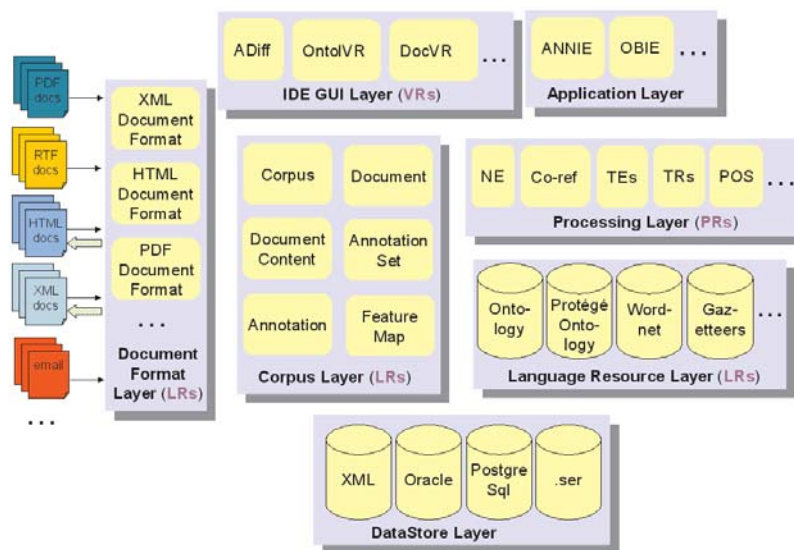 PDF
docs
RTF
docs
HTML
docs
XML
docs
email
...
XML
Document
Format
HTML
Document
Format
PDF
Document
Format
...
Document
Format
Layer (LRs)
ADiff
OntolVR
DocVR
...
IDE GUI Layer (VRs)
ANNIE
OBIE
...
Application Layer
Corpus
Document
Document
Content
Annotation
Set
Annotation
Feature
Map
Corpus Layer (LRs)
NE
Co-ref
TEs
TRs
POS
...
Processing Layer (PRs)
Onto-
logy
Protégé
Onto-
logy
Word-
net
Gaz-
etteers
...
Language Resource Layer (LRs)
XML
Oracle
Postgre
Sql
.ser
DataStore Layer